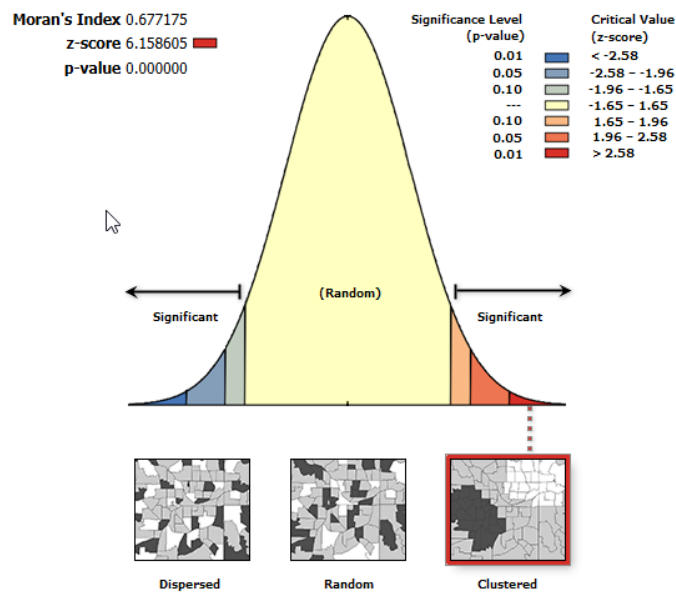 Moran's Index 0.677175
z-score 6.158605
p-value 0.000000
Significance Level
(p-value)
Critical Value
(z-score)
0.01 < -2.58
0.05 -2.58 – -1.96
0.10 -1.96 – -1.65
--- -1.65 – 1.65
0.10 1.65 – 1.96
0.05 1.96 – 2.58
0.01 > 2.58
(Random)
Significant
Significant
Dispersed
Random
Clustered